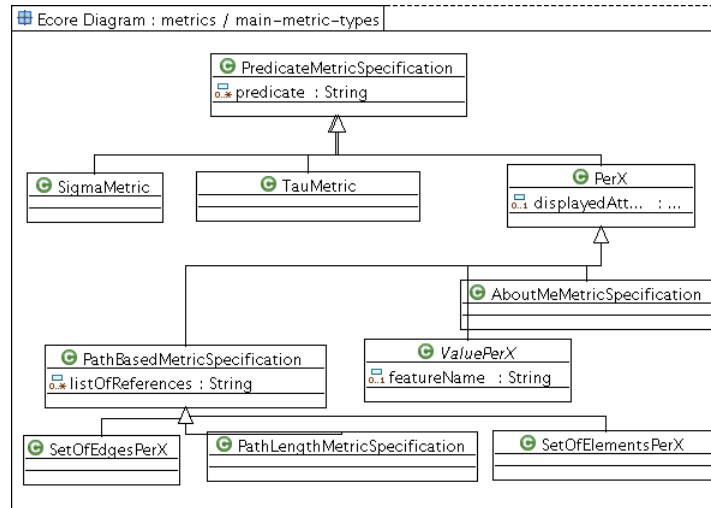 Ecore Diagram : metrics / main-metric-types
C PredicateMetricSpecification
0..* predicate : String
C SigmaMetric
C TauMetric
C PerX
0..1 displayedAtt... : ...
C AboutMeMetricSpecification
C PathBasedMetricSpecification
0..* listOfReferences : String
C ValuePerX
0..1 featureName : String
C SetOfEdgesPerX
C PathLengthMetricSpecification
C SetOfElementsPerX